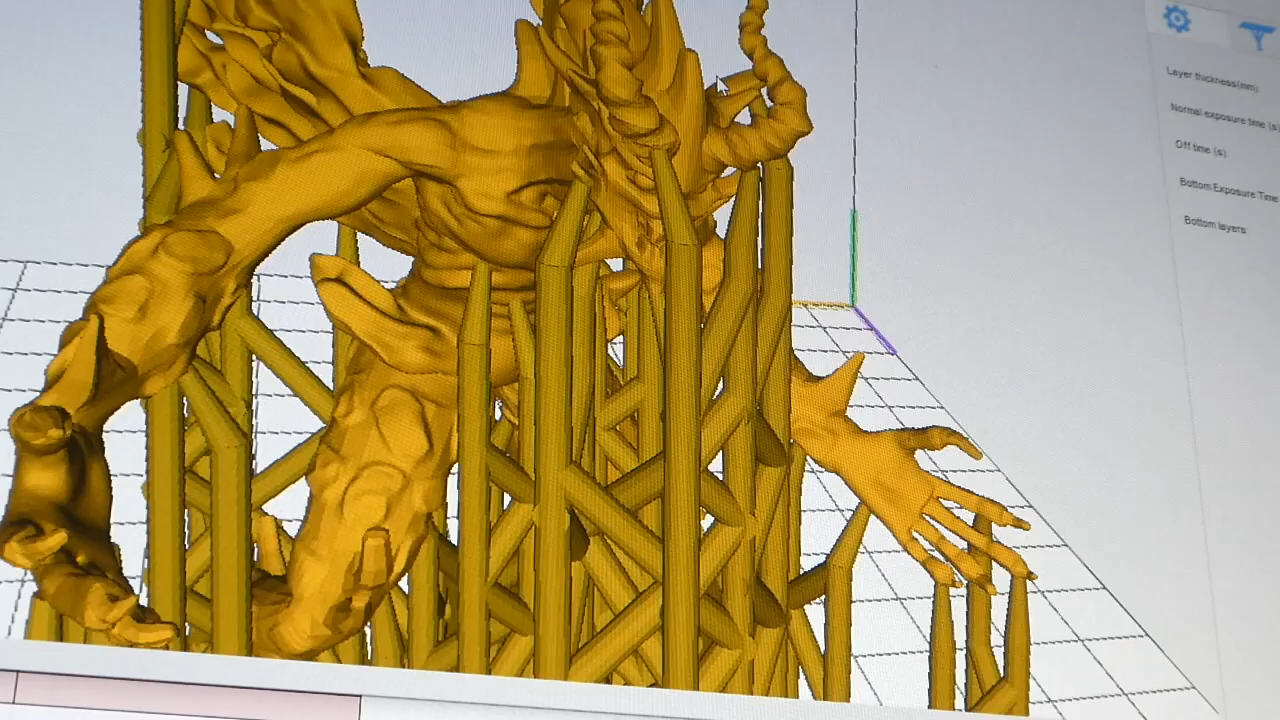 Layer thickness(mm)
Normal exposure time (s)
Off time (s)
Bottom Exposure Time
Bottom layers